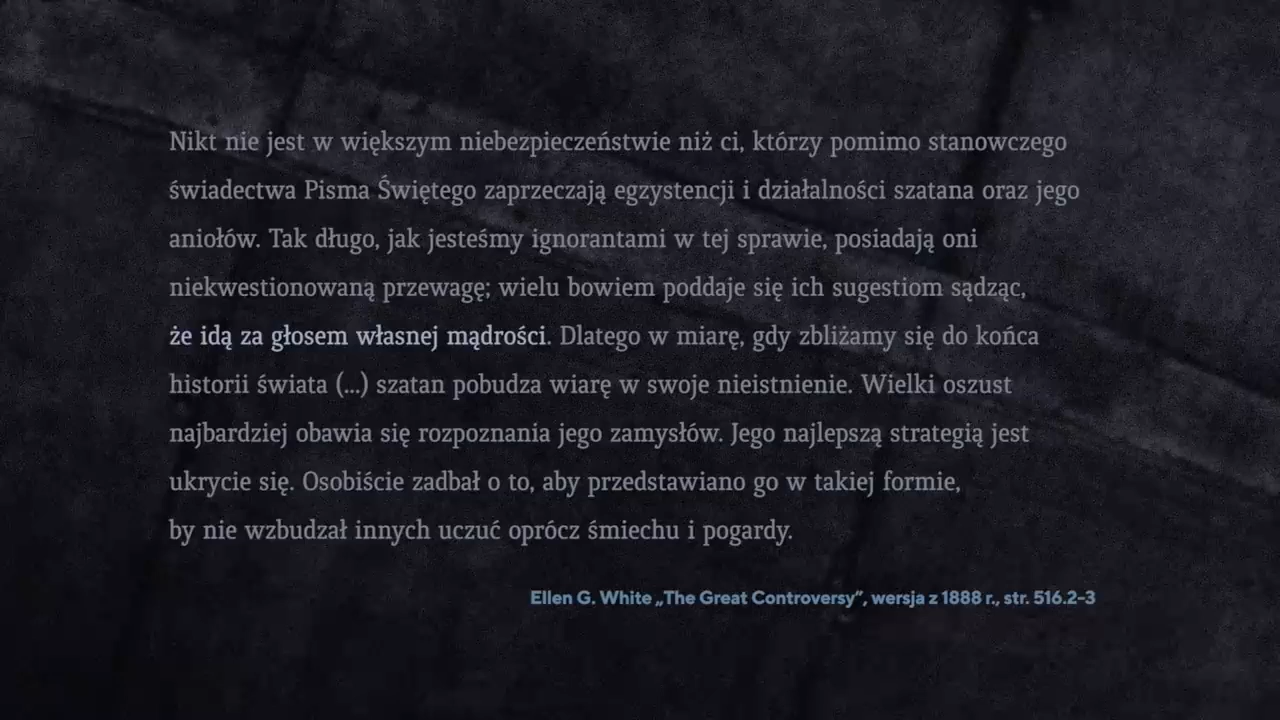 Nikt nie jest w większym niebezpieczeństwie niż ci, którzy pomimo stanowczego
świadectwa Pisma Świętego zaprzeczają egzystencji i działalności szatana oraz jego
aniołów. Tak długo, jak jesteśmy ignorantami w tej sprawie, posiadają oni
niekwestionowaną przewagę; wielu bowiem poddaje się ich sugestiom sądząc,
że idą za głosem własnej mądrości. Dlatego w miarę, gdy zbliżamy się do końca
historii świata (...) szatan pobudza wiarę w swoje nieistnienie. Wielki oszust
najbardziej obawia się rozpoznania jego zamysłów. Jego najlepszą strategią jest
ukrycie się. Osobiście zadbał o to, aby przedstawiano go w takiej formie,
by nie wzbudzał innych uczuć oprócz śmiechu i pogardy.
Ellen G. White „The Great Controversy”, wersja z 1888 r., str. 516.2-3